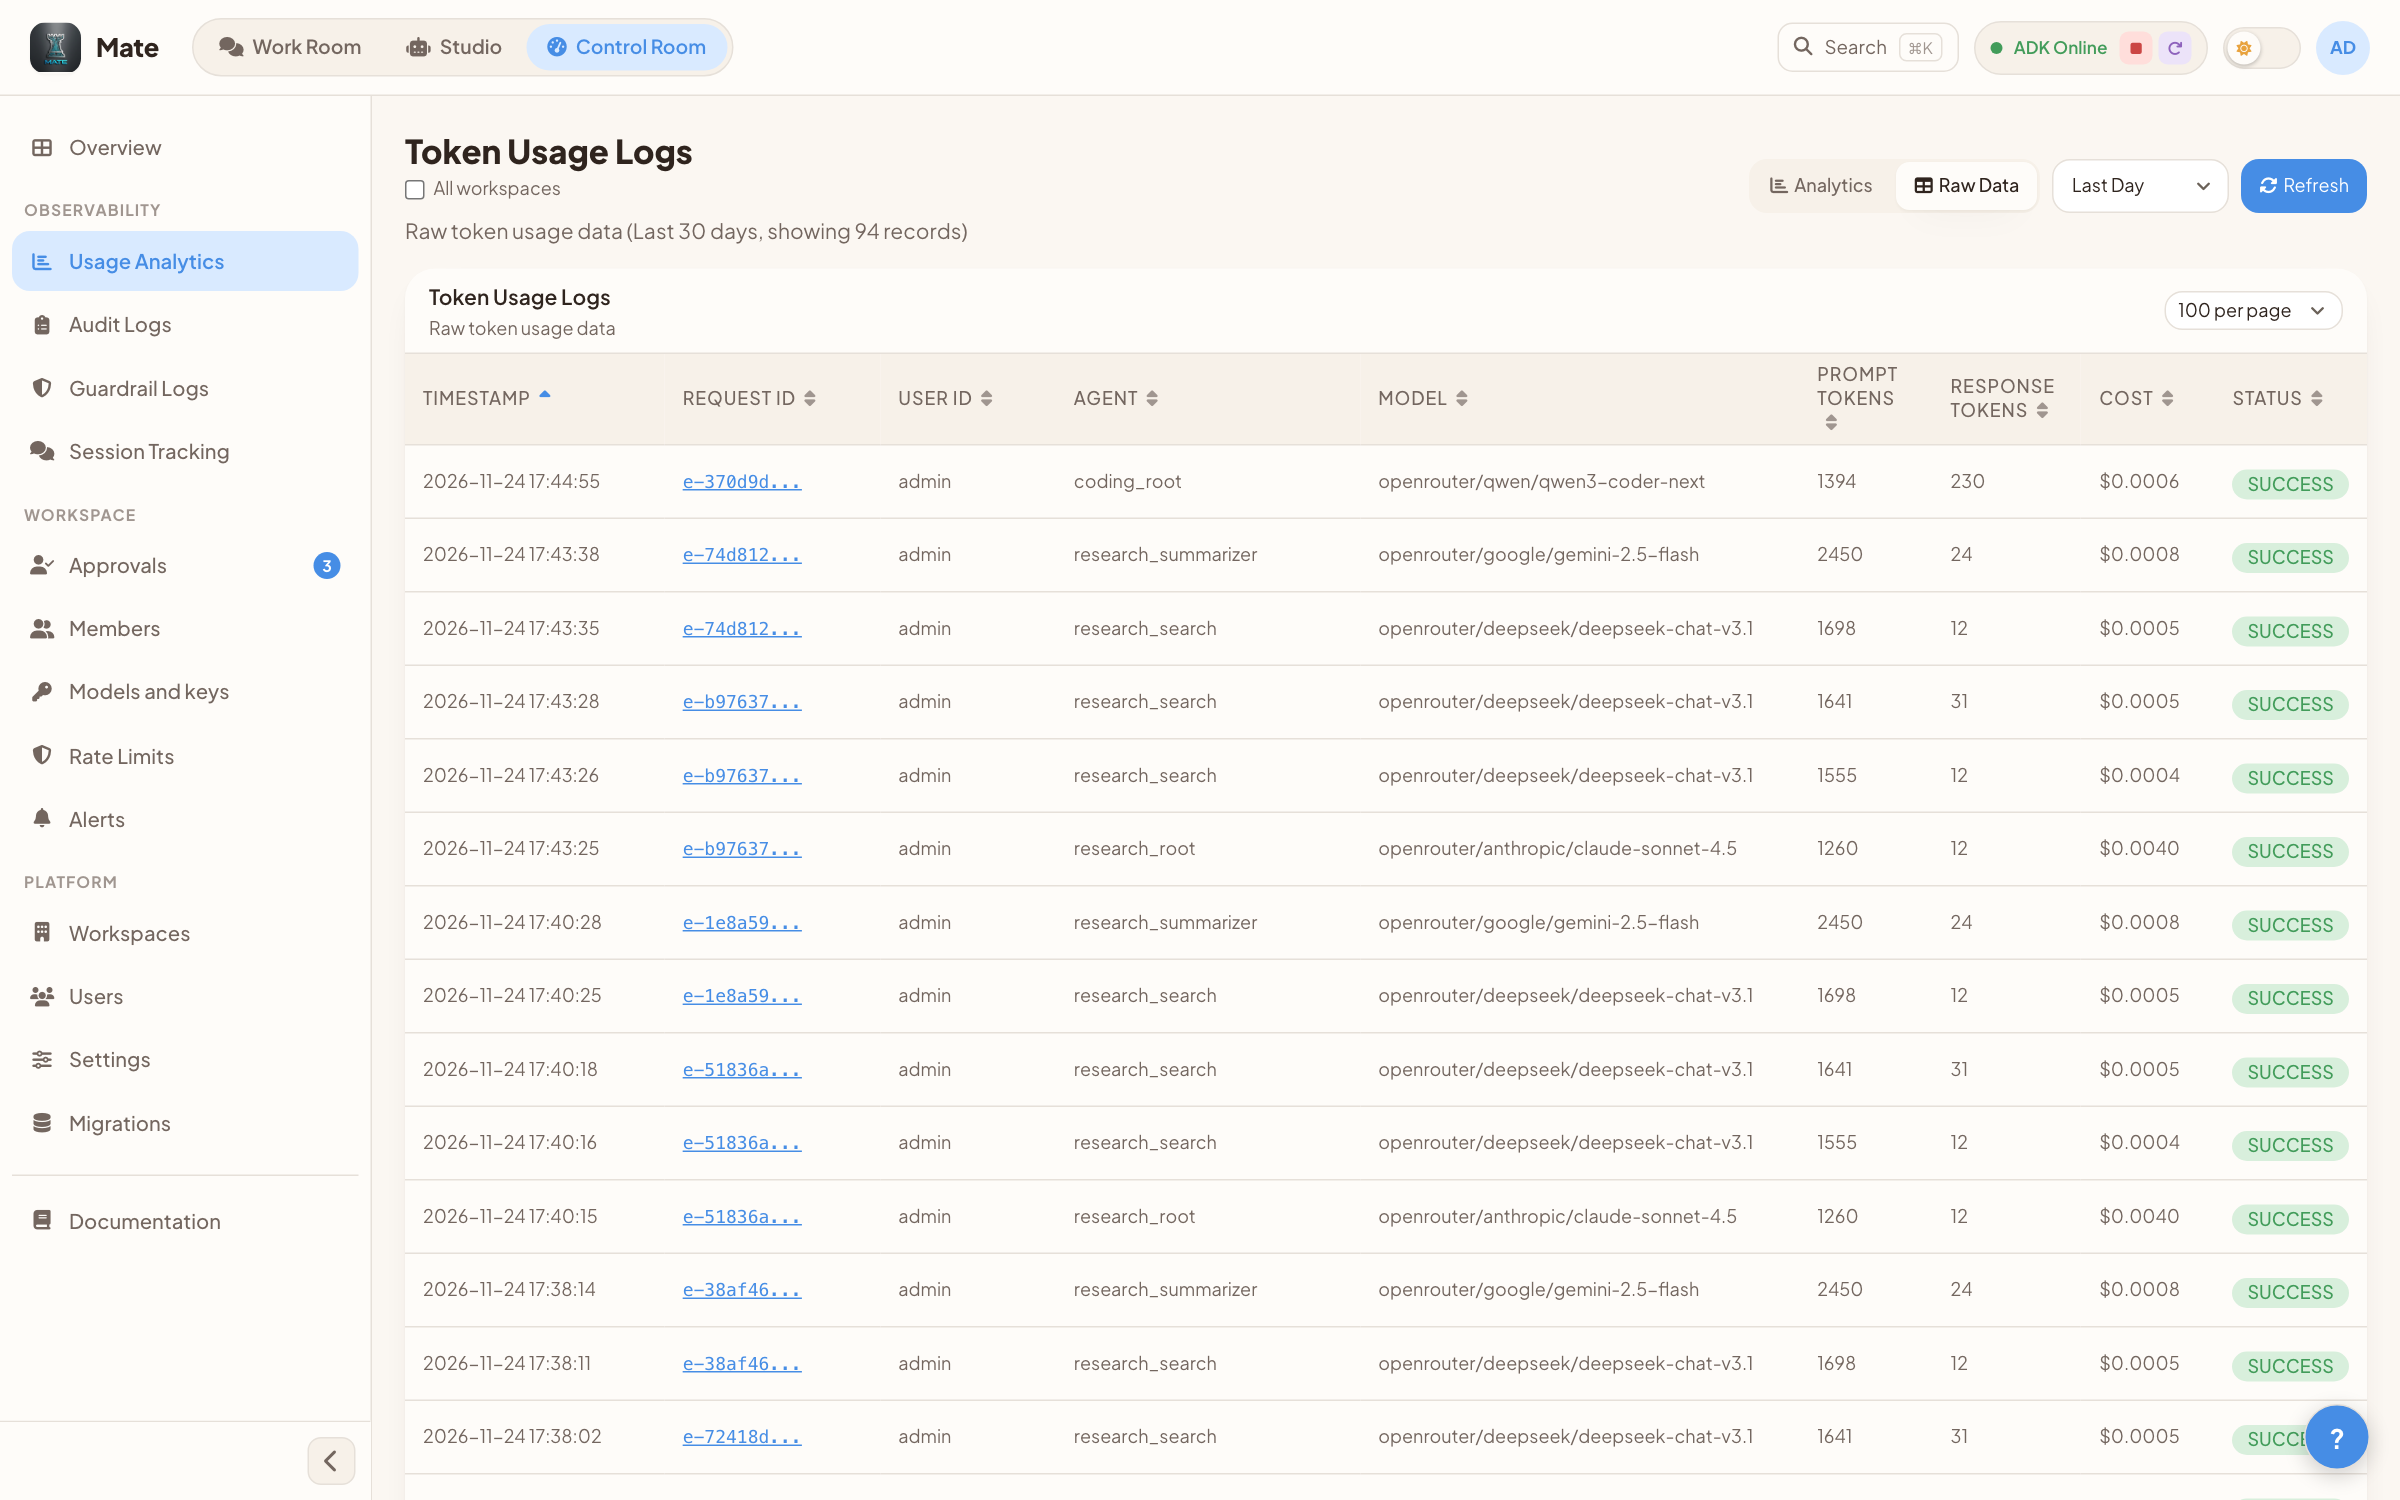 Mate
Work Room
Studio
Control Room
Search ⌘K
ADK Online
AD
Overview
OBSERVABILITY
Usage Analytics
Audit Logs
Guardrail Logs
Session Tracking
WORKSPACE
Approvals 3
Members
Models and keys
Rate Limits
Alerts
PLATFORM
Workspaces
Users
Settings
Migrations
Documentation
Token Usage Logs
All workspaces
Raw token usage data (Last 30 days, showing 94 records)
Analytics
Raw Data
Last Day
Refresh
Token Usage Logs
Raw token usage data
100 per page
TIMESTAMP REQUEST ID USER ID AGENT MODEL PROMPT TOKENS RESPONSE TOKENS COST STATUS
2026-11-24 17:44:55 e-370d9d... admin coding_root openrouter/qwen/qwen3-coder-next 1394 230 $0.0006 SUCCESS
2026-11-24 17:43:38 e-74d812... admin research_summarizer openrouter/google/gemini-2.5-flash 2450 24 $0.0008 SUCCESS
2026-11-24 17:43:35 e-74d812... admin research_search openrouter/deepseek/deepseek-chat-v3.1 1698 12 $0.0005 SUCCESS
2026-11-24 17:43:28 e-b97637... admin research_search openrouter/deepseek/deepseek-chat-v3.1 1641 31 $0.0005 SUCCESS
2026-11-24 17:43:26 e-b97637... admin research_search openrouter/deepseek/deepseek-chat-v3.1 1555 12 $0.0004 SUCCESS
2026-11-24 17:43:25 e-b97637... admin research_root openrouter/anthropic/claude-sonnet-4.5 1260 12 $0.0040 SUCCESS
2026-11-24 17:40:28 e-1e8a59... admin research_summarizer openrouter/google/gemini-2.5-flash 2450 24 $0.0008 SUCCESS
2026-11-24 17:40:25 e-1e8a59... admin research_search openrouter/deepseek/deepseek-chat-v3.1 1698 12 $0.0005 SUCCESS
2026-11-24 17:40:18 e-51836a... admin research_search openrouter/deepseek/deepseek-chat-v3.1 1641 31 $0.0005 SUCCESS
2026-11-24 17:40:16 e-51836a... admin research_search openrouter/deepseek/deepseek-chat-v3.1 1555 12 $0.0004 SUCCESS
2026-11-24 17:40:15 e-51836a... admin research_root openrouter/anthropic/claude-sonnet-4.5 1260 12 $0.0040 SUCCESS
2026-11-24 17:38:14 e-38af46... admin research_summarizer openrouter/google/gemini-2.5-flash 2450 24 $0.0008 SUCCESS
2026-11-24 17:38:11 e-38af46... admin research_search openrouter/deepseek/deepseek-chat-v3.1 1698 12 $0.0005 SUCCESS
2026-11-24 17:38:02 e-72418d... admin research_search openrouter/deepseek/deepseek-chat-v3.1 1641 31 $0.0005 SUCCE
?